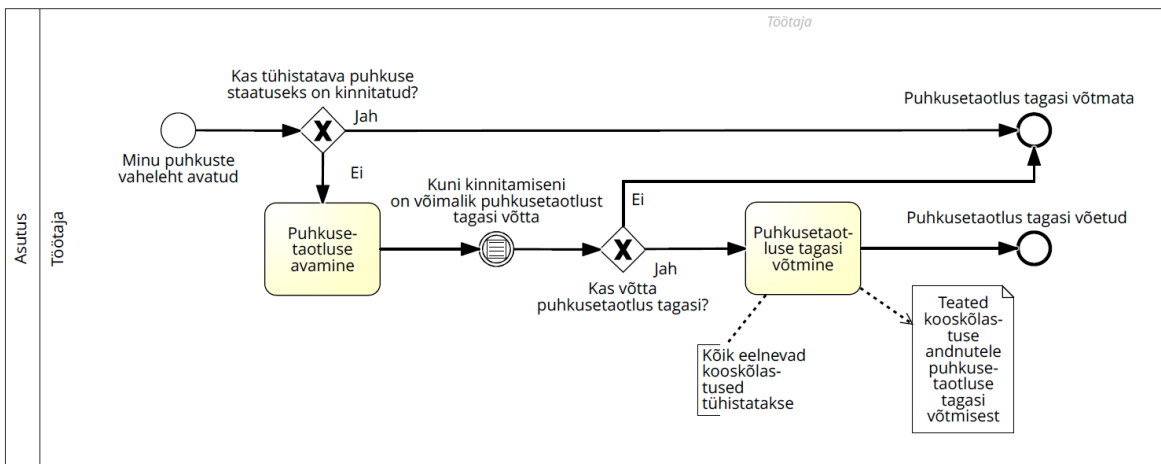 Töötaja
Asutus
Töötaja
Minu puhkuste
vaheleht avatud
Kas tühistatava puhkuse
staatuseks on kinnitatud?
Jah
Ei
Puhkusetaotlus tagasi võtmata
Puhkuse-
taotluse
avamine
Kuni kinnitamiseni
on võimalik puhkusetaotlust
tagasi võtta
Ei
Jah
Kas võtta
puhkusetaotlus tagasi?
Puhkusetaot-
luse tagasi
võtmine
Puhkusetaotlus tagasi võetud
Kõik eelnevad
kooskõlas-
tused
tühistatakse
Teated
kooskõlas-
tuse
andnutele
puhkuse-
taotluse
tagasi
võtmisest